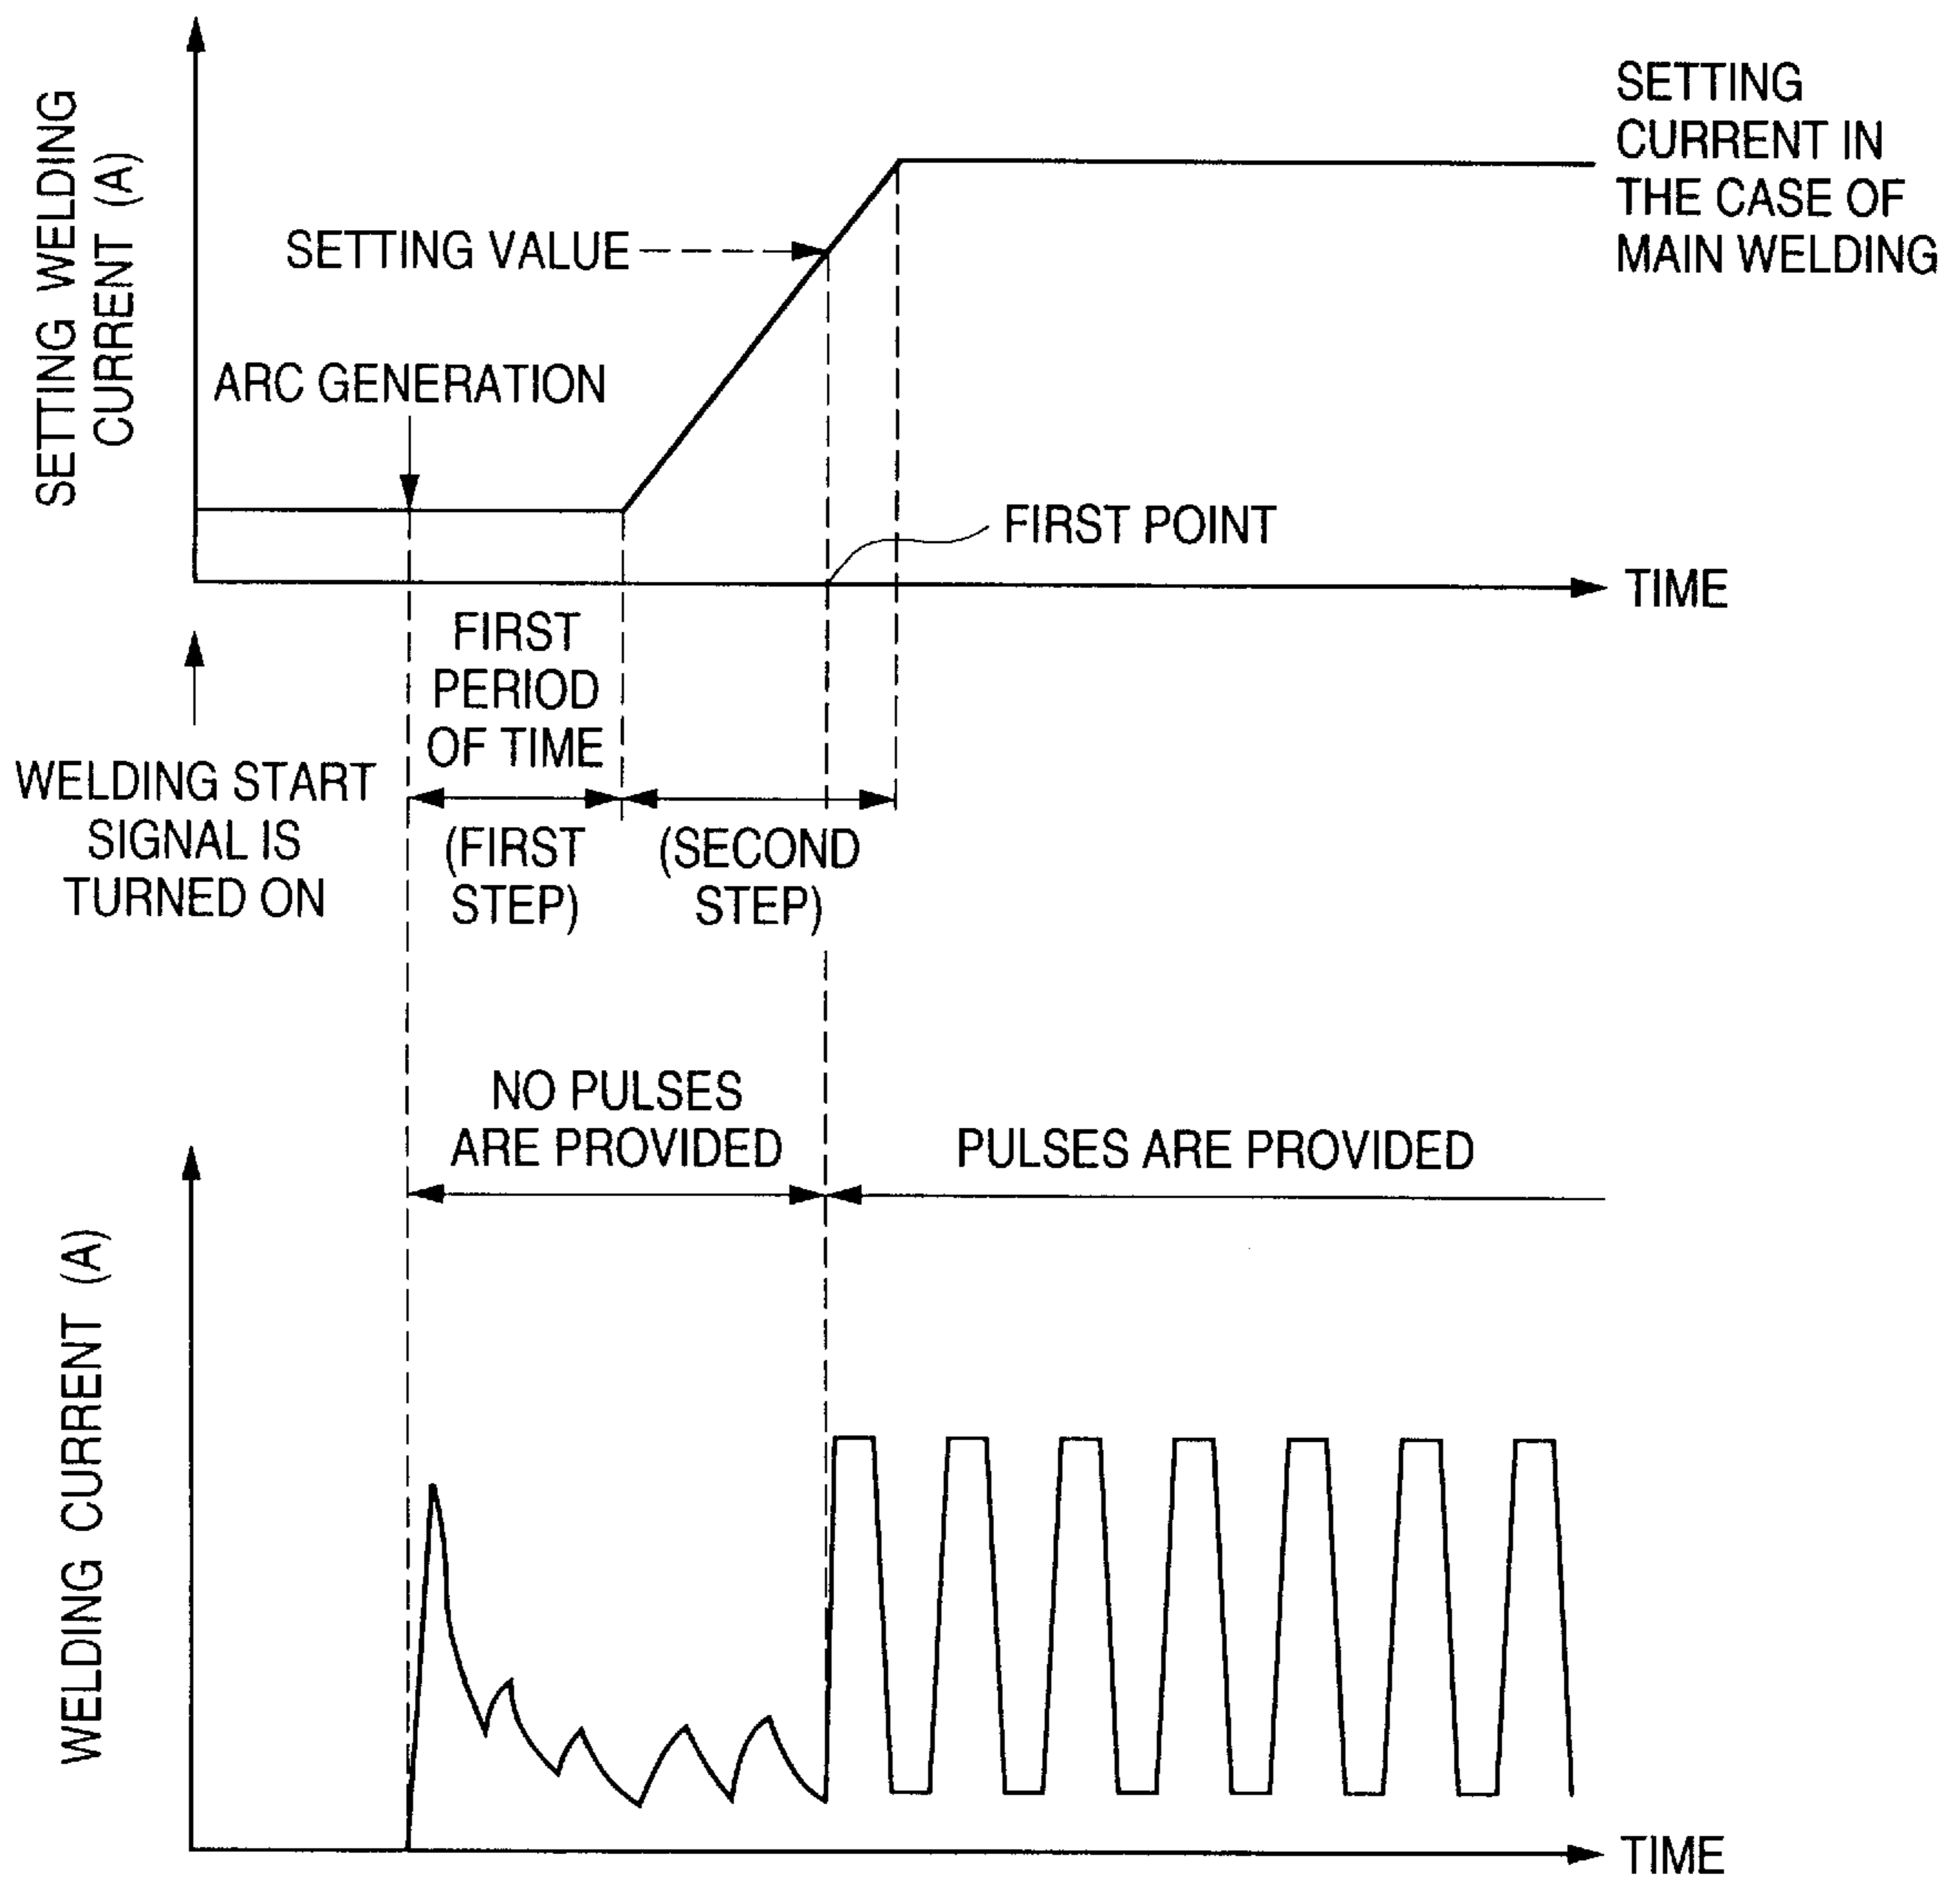 SETTING WELDING
CURRENT (A)
SETTING
CURRENT IN
THE CASE OF
MAIN WELDING
SETTING VALUE
ARC GENERATION
FIRST POINT
TIME
FIRST
PERIOD
OF TIME
WELDING START
SIGNAL IS
TURNED ON
(FIRST
STEP)
(SECOND
STEP)
NO PULSES
ARE PROVIDED
PULSES ARE PROVIDED
WELDING CURRENT (A)
TIME